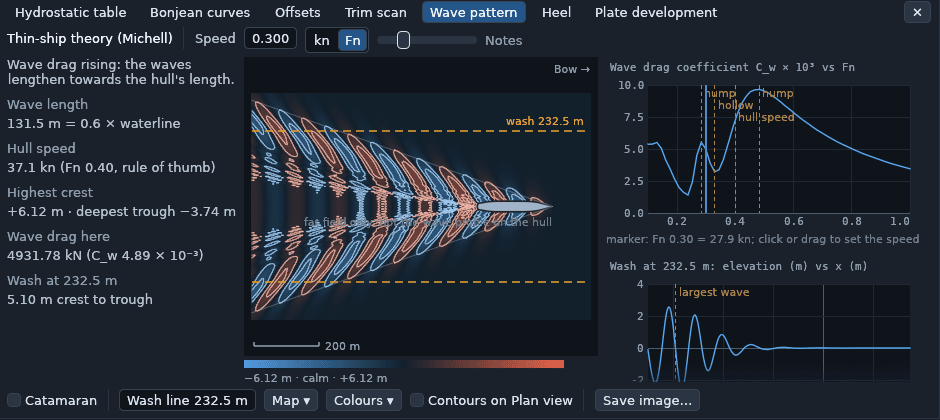 Hydrostatic table Bonjean curves Offsets Trim scan Wave pattern Heel Plate development ×
Thin-ship theory (Michell) Speed 0.300 kn Fn Notes
Wave drag rising: the waves
lengthen towards the hull's length.
Wave length
131.5 m = 0.6 × waterline
Hull speed
37.1 kn (Fn 0.40, rule of thumb)
Highest crest
+6.12 m · deepest trough −3.74 m
Wave drag here
4931.78 kN (C_w 4.89 × 10⁻³)
Wash at 232.5 m
5.10 m crest to trough
Bow →
wash 232.5 m
far field on the hull
200 m
−6.12 m · calm · +6.12 m
Wave drag coefficient C_w × 10³ vs Fn
10.0
7.5
5.0
2.5
0.0
hump hump
hollow
hull speed
0.2 0.4 0.6 0.8 1.0
marker: Fn 0.30 = 27.9 kn; click or drag to set the speed
Wash at 232.5 m: elevation (m) vs x (m)
4
2
0
-2
largest wave
Catamaran Wash line 232.5 m Map ▾ Colours ▾ Contours on Plan view Save image...